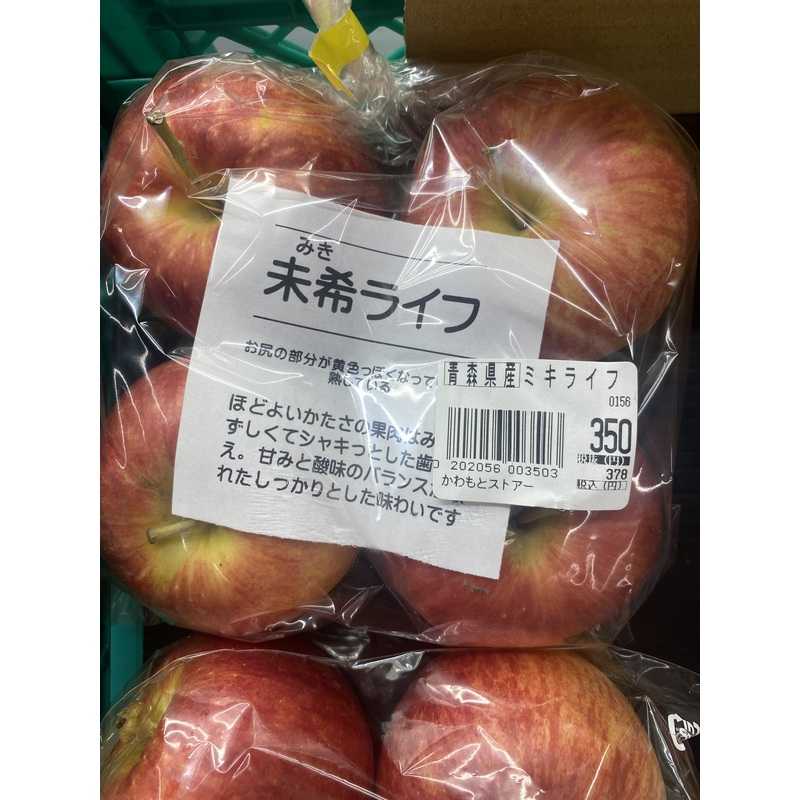 みき
未希ライフ
お尻の部分が黄色っぽくなって
熟している
ほどよいかたさの果肉はみ
ずしくてシャキっとした歯
え。甘みと酸味のバランス
れたしっかりとした味わいです
青森県産ミキライフ
0156
350
税抜(円)
202056 003503
378
税込(円)
かわもとストアー